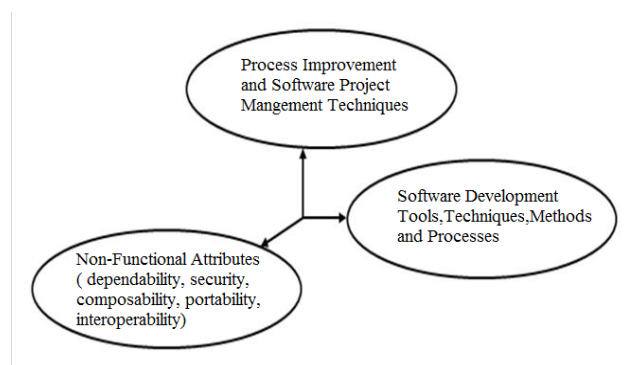 Process Improvement
and Software Project
Mangement Techniques
Software Development
Tools,Techniques,Methods
and Processes
Non-Functional Attributes
( dependability, security,
composability, portability,
interoperability)